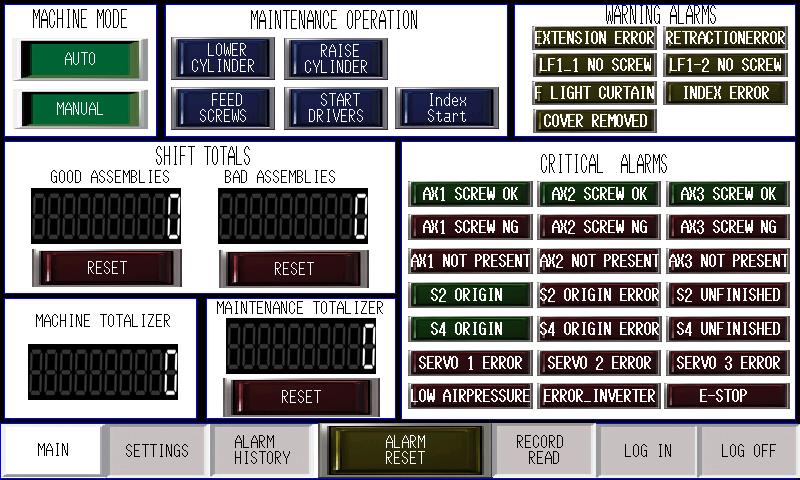 MACHINE MODE
AUTO
MANUAL
MAINTENANCE OPERATION
LOWER
CYLINDER
RAISE
CYLINDER
FEED
SCREWS
START
DRIVERS
Index
Start
WARNING ALARMS
EXTENSION ERROR
RETRACTIONERROR
LF1_1 NO SCREW
LF1-2 NO SCREW
F LIGHT CURTAIN
INDEX ERROR
COVER REMOVED
SHIFT TOTALS
GOOD ASSEMBLIES
BAD ASSEMBLIES
0
0
RESET
RESET
MACHINE TOTALIZER
0
MAINTENANCE TOTALIZER
0
RESET
CRITICAL ALARMS
AX1 SCREW OK
AX2 SCREW OK
AX3 SCREW OK
AX1 SCREW NG
AX2 SCREW NG
AX3 SCREW NG
AX1 NOT PRESENT
AX2 NOT PRESENT
AX3 NOT PRESENT
S2 ORIGIN
S2 ORIGIN ERROR
S2 UNFINISHED
S4 ORIGIN
S4 ORIGIN ERROR
S4 UNFINISHED
SERVO 1 ERROR
SERVO 2 ERROR
SERVO 3 ERROR
LOW AIRPRESSURE
ERROR_INVERTER
E-STOP
MAIN
SETTINGS
ALARM
HISTORY
ALARM
RESET
RECORD
READ
LOG IN
LOG OFF